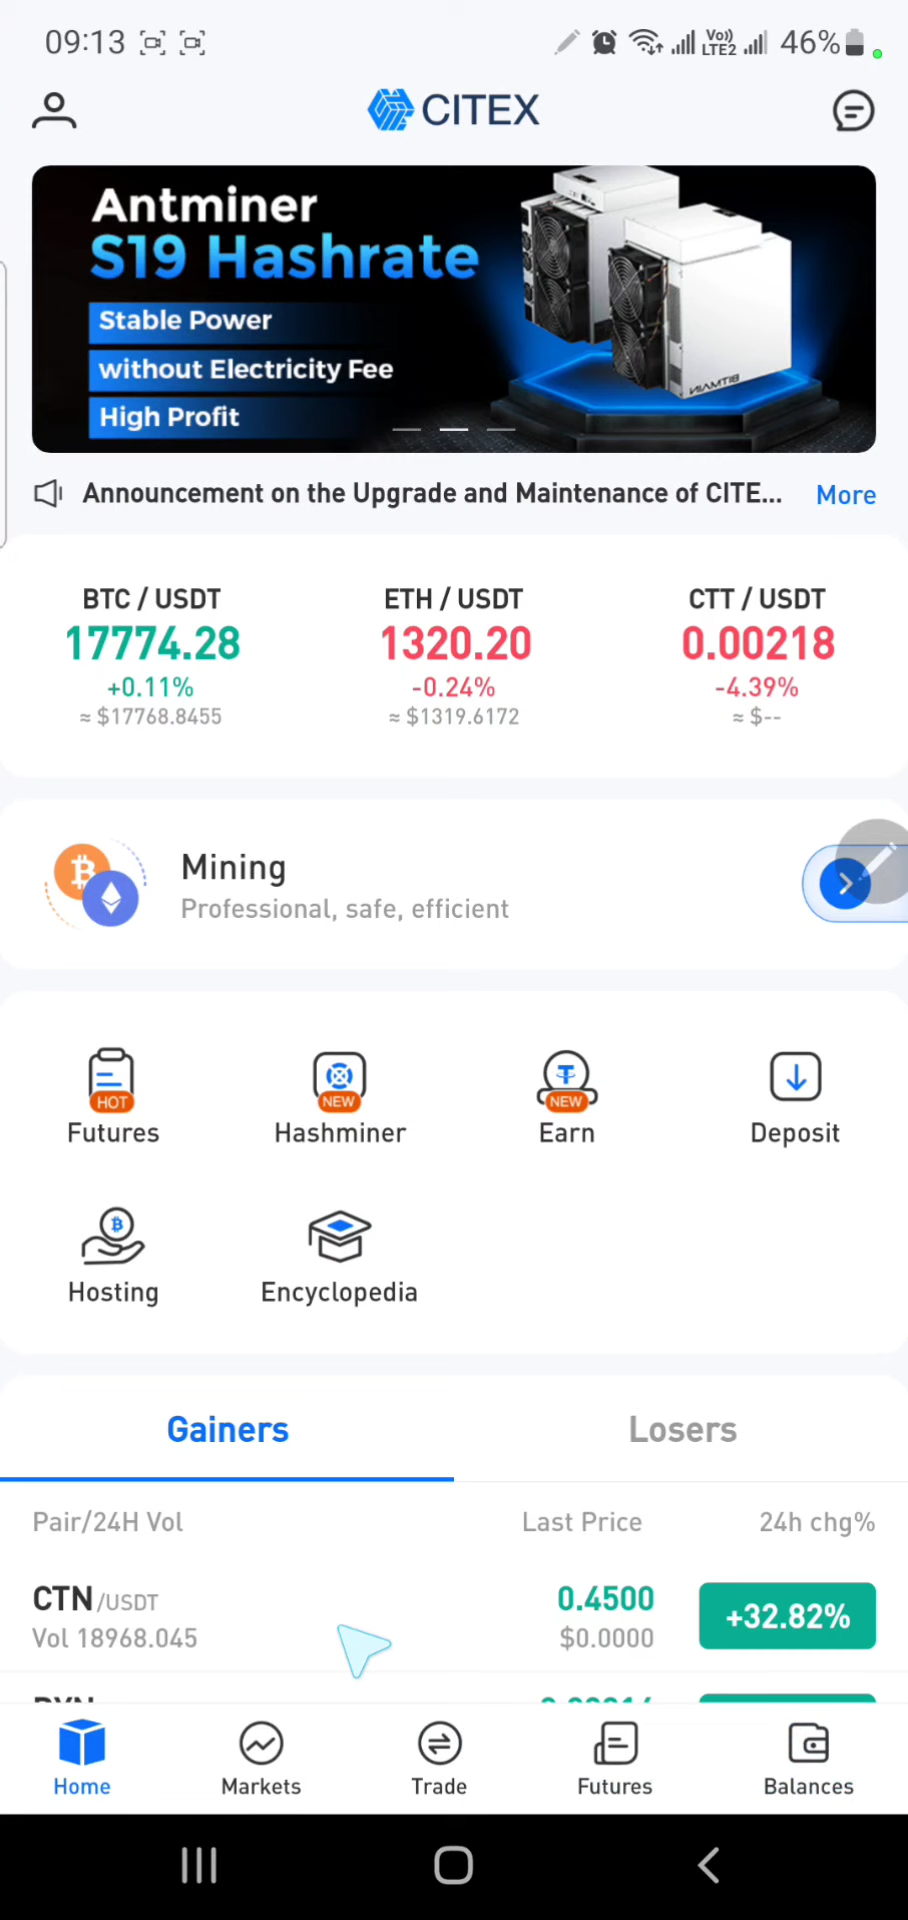 09:13
Vo))
LTE2
46%
CITEX
Antminer
S19 Hashrate
Stable Power
without Electricity Fee
High Profit
BITMAIN
Announcement on the Upgrade and Maintenance of CITE... More
BTC / USDT ETH / USDT CTT / USDT
17774.28 1320.20 0.00218
+0.11% -0.24% -4.39%
≈ $17768.8455 ≈ $1319.6172 ≈ $--
Mining
Professional, safe, efficient
HOT NEW NEW
Futures Hashminer Earn Deposit
Hosting Encyclopedia
Gainers Losers
Pair/24H Vol Last Price 24h chg%
CTN/USDT 0.4500 +32.82%
Vol 18968.045 $0.0000
Home Markets Trade Futures Balances